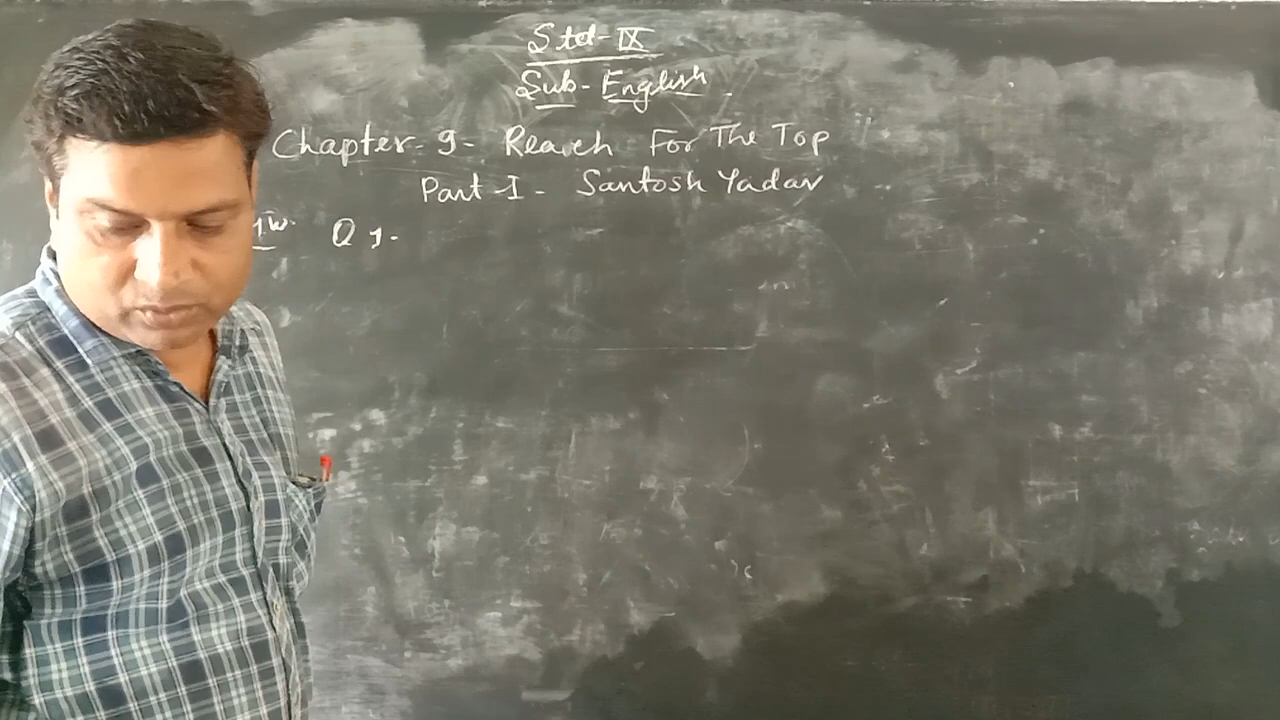 Std-IX
Sub- English
Chapter-9- Reach For The Top
Part-I - Santosh Yadav
Q 1.